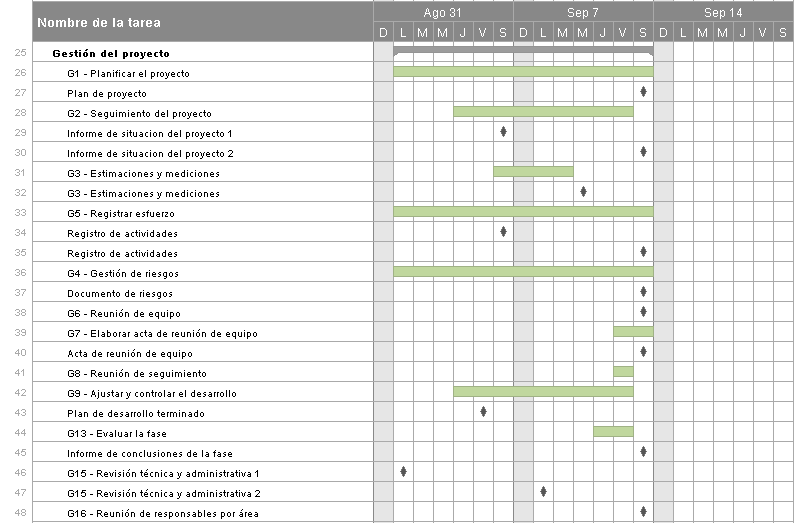 Nombre de la tarea
Ago 31 Sep 7 Sep 14
D L M M J V S D L M M J V S D L M M J V S
25 Gestión del proyecto
26 G1 - Planificar el proyecto
27 Plan de proyecto
28 G2 - Seguimiento del proyecto
29 Informe de situacion del proyecto 1
30 Informe de situacion del proyecto 2
31 G3 - Estimaciones y mediciones
32 G3 - Estimaciones y mediciones
33 G5 - Registrar esfuerzo
34 Registro de actividades
35 Registro de actividades
36 G4 - Gestión de riesgos
37 Documento de riesgos
38 G6 - Reunión de equipo
39 G7 - Elaborar acta de reunión de equipo
40 Acta de reunión de equipo
41 G8 - Reunión de seguimiento
42 G9 - Ajustar y controlar el desarrollo
43 Plan de desarrollo terminado
44 G13 - Evaluar la fase
45 Informe de conclusiones de la fase
46 G15 - Revisión técnica y administrativa 1
47 G15 - Revisión técnica y administrativa 2
48 G16 - Reunión de responsables por área